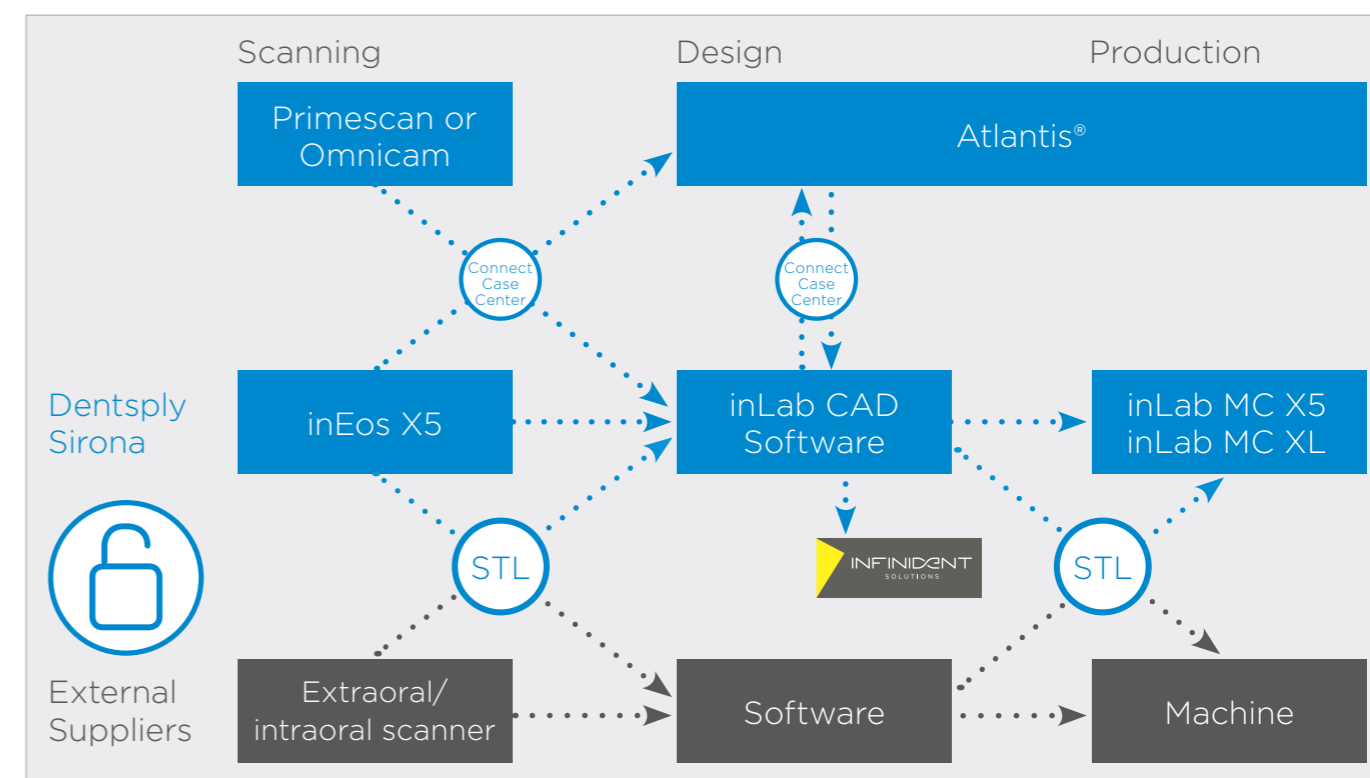 Scanning
Design
Production
Primescan or
Omnicam
Atlantis®
Connect
Case
Center
Connect
Case
Center
Dentsply
Sirona
inEos X5
inLab CAD
Software
inLab MC X5
inLab MC XL
STL
INFINIDENT
SOLUTIONS
STL
External
Suppliers
Extraoral/
intraoral scanner
Software
Machine